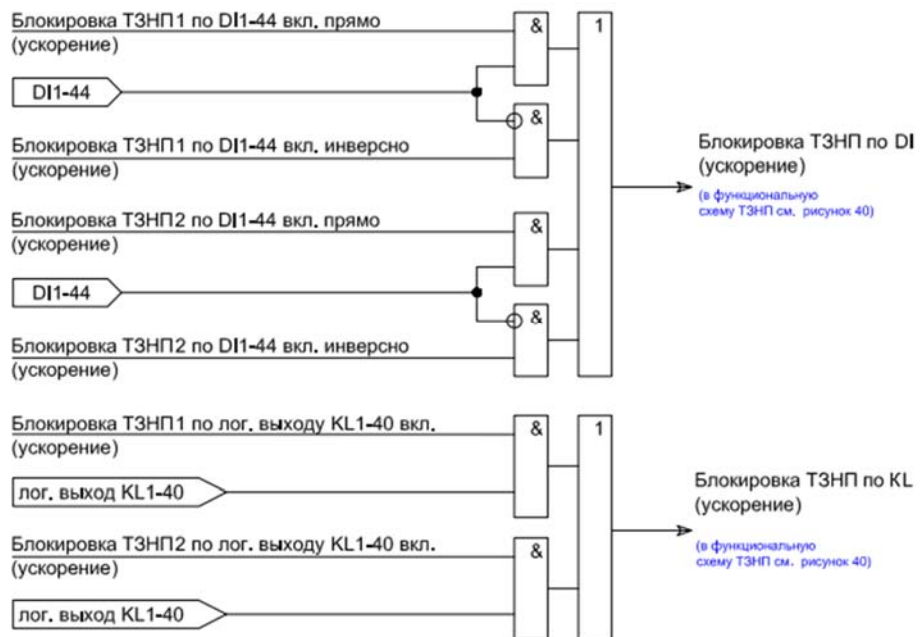 Блокировка ТЗНП1 по DI1-44 вкл. прямо
(ускорение)
&
1
DI1-44
&
Блокировка ТЗНП1 по DI1-44 вкл. инверсно
(ускорение)
Блокировка ТЗНП по DI
(ускорение)
(в функциональную
схему ТЗНП см. рисунок 40)
Блокировка ТЗНП2 по DI1-44 вкл. прямо
(ускорение)
&
DI1-44
&
Блокировка ТЗНП2 по DI1-44 вкл. инверсно
(ускорение)
Блокировка ТЗНП1 по лог. выходу KL1-40 вкл.
(ускорение)
&
1
лог. выход KL1-40
Блокировка ТЗНП по KL
(ускорение)
(в функциональную
схему ТЗНП см. рисунок 40)
Блокировка ТЗНП2 по лог. выходу KL1-40 вкл.
(ускорение)
&
лог. выход KL1-40